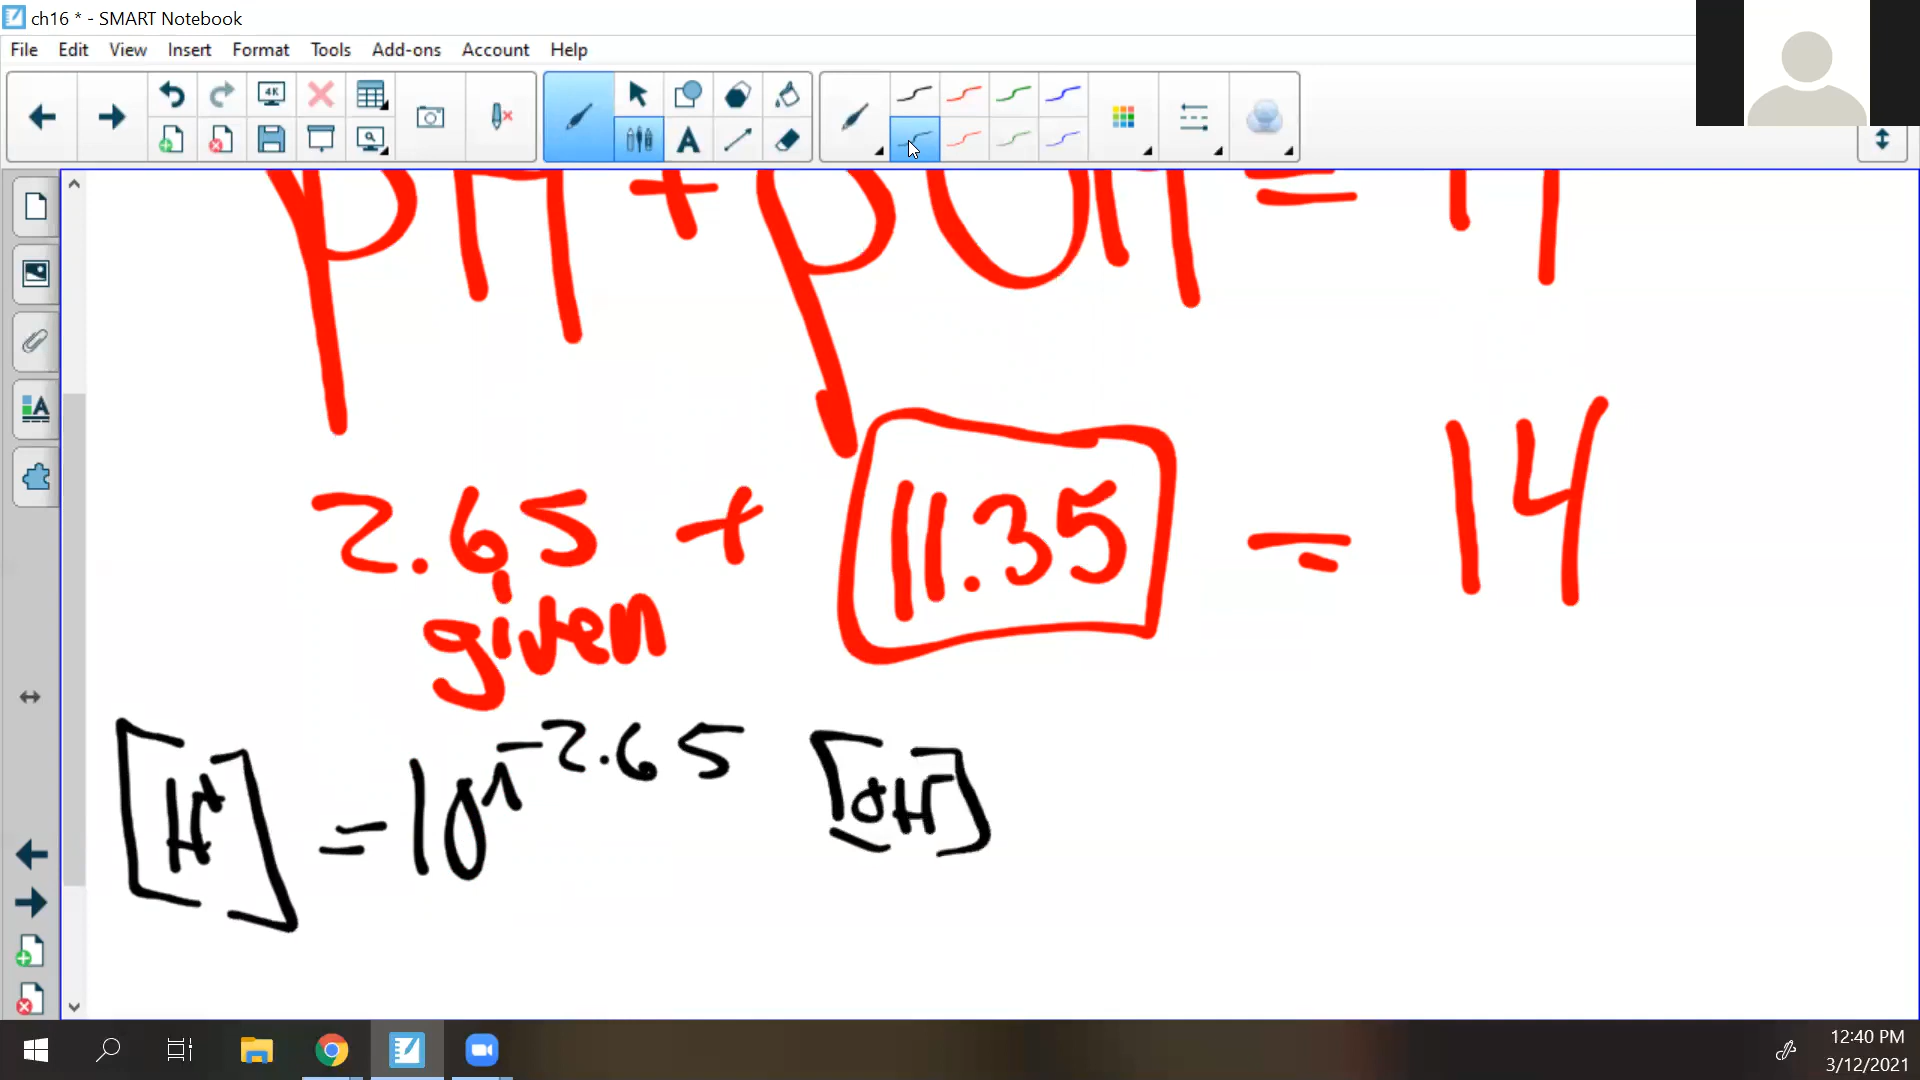 ch16 * - SMART Notebook
File Edit View Insert Format Tools Add-ons Account Help
4K
A
A
pH + pOH = 14
2.65 + 11.35 = 14
given
[H⁺] = 10^-2.65 [OH]
12:40 PM
3/12/2021